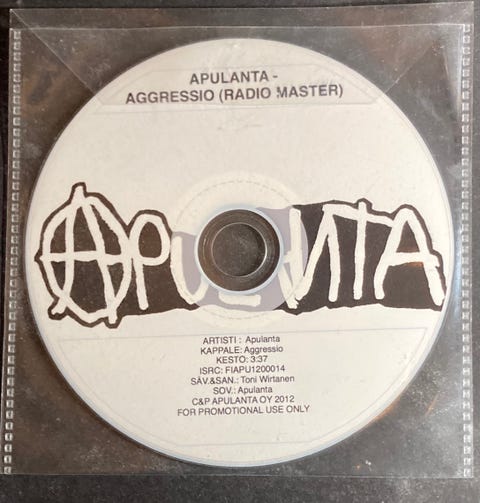 APULANTA -
AGGRESSIO (RADIO MASTER)
APULANTA
ARTISTI : Apulanta
KAPPALE: Aggressio
KESTO: 3:37
ISRC: FIAPU1200014
SÄV.&SAN.: Toni Wirtanen
SOV.: Apulanta
C&P APULANTA OY 2012
FOR PROMOTIONAL USE ONLY